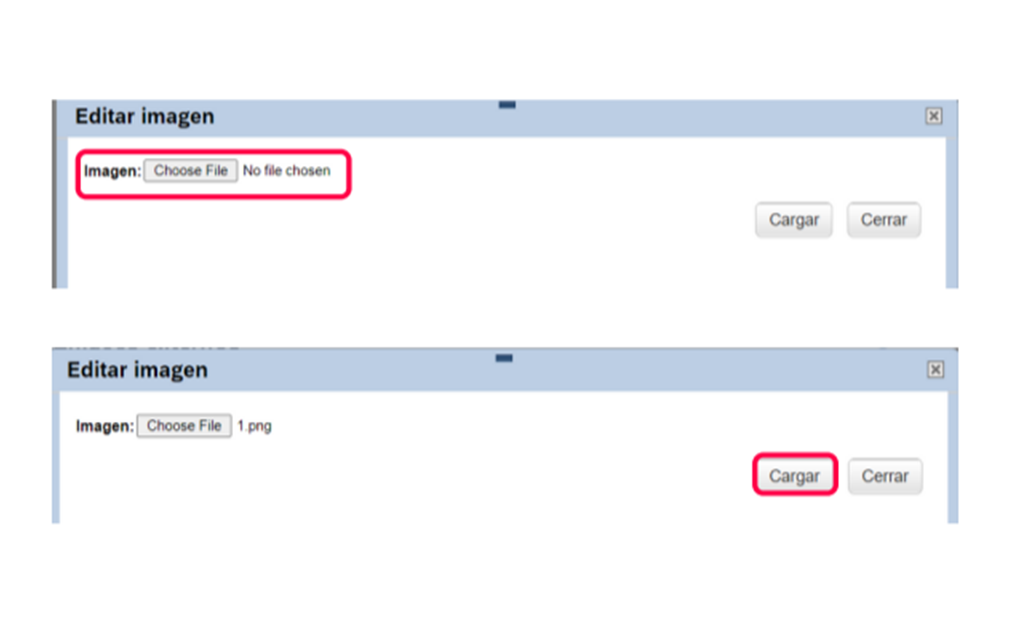 Editar imagen
Imagen: Choose File No file chosen
Cargar Cerrar
Editar imagen
Imagen: Choose File 1.png
Cargar Cerrar